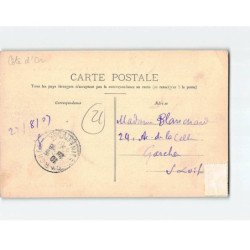 Côte d'Or
CARTE POSTALE
Tous les pays étrangers n'acceptent pas la correspondance au recto (se renseigner à la poste)
Correspondance
Adresse
21
27/8/07
Madame Blanchard
24, Av. de la Celle
Garches
S. et Oise